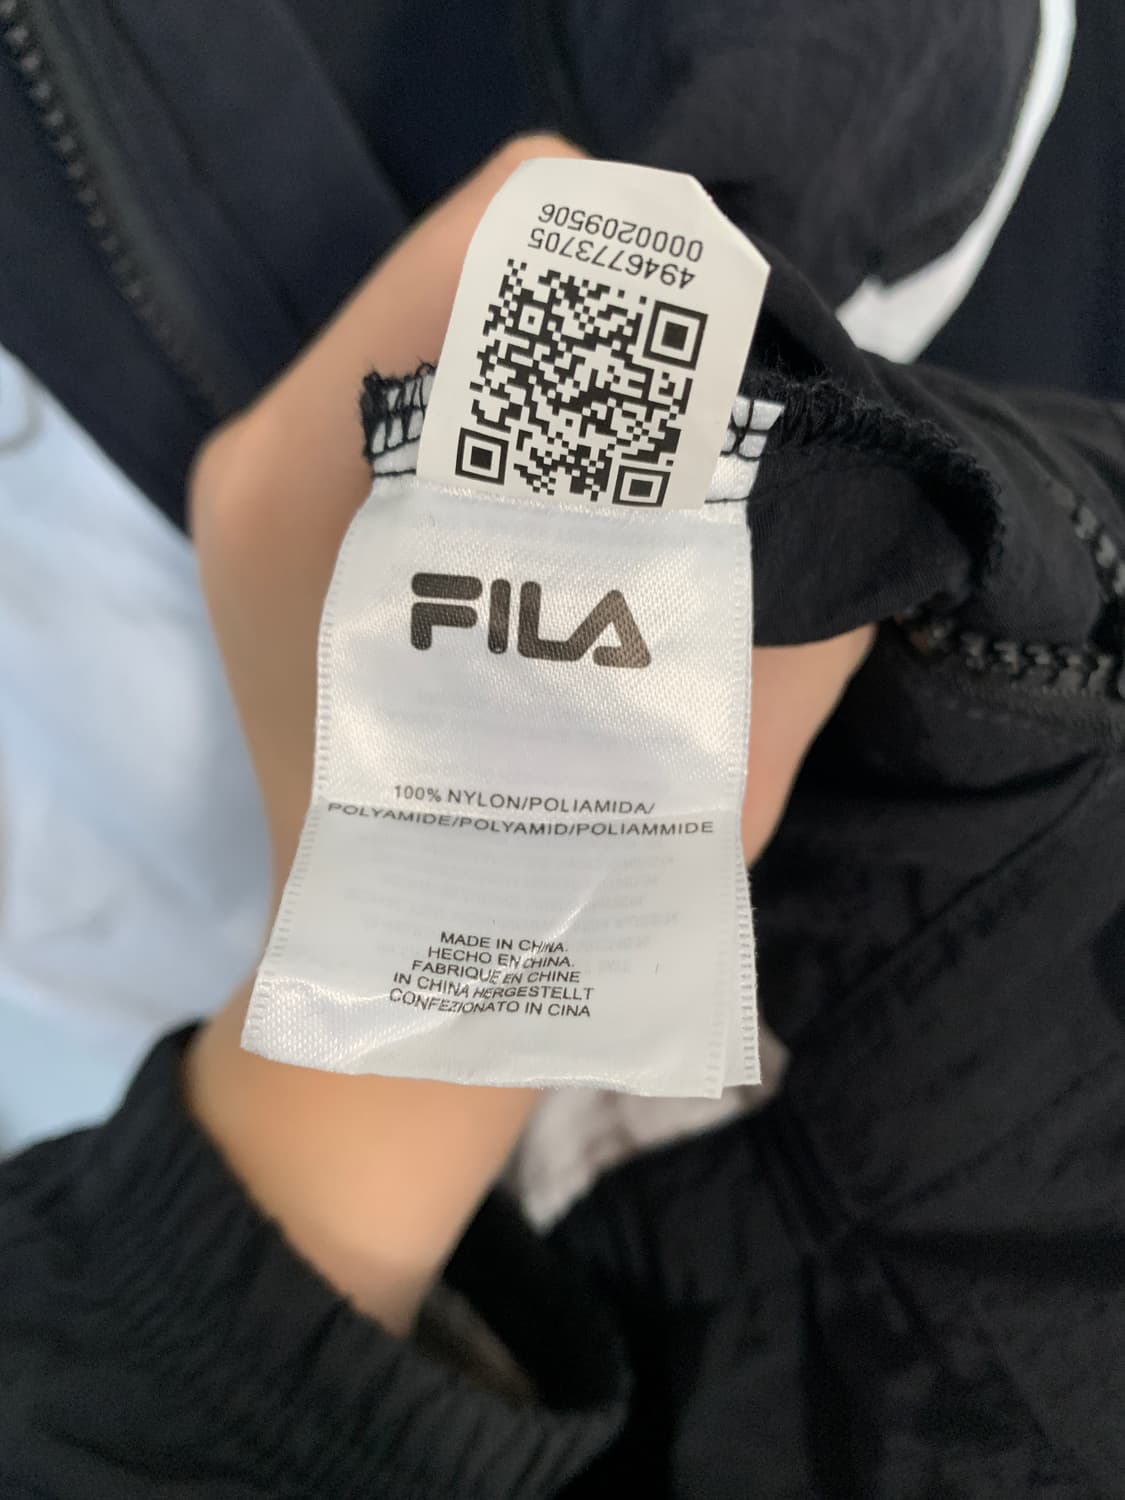 0000209506
4946773705
FILA
100% NYLON/POLIAMIDA/
POLYAMIDE/POLYAMID/POLIAMMIDE
MADE IN CHINA.
HECHO EN CHINA.
FABRIQUE EN CHINE
IN CHINA HERGESTELLT
CONFEZIONATO IN CINA